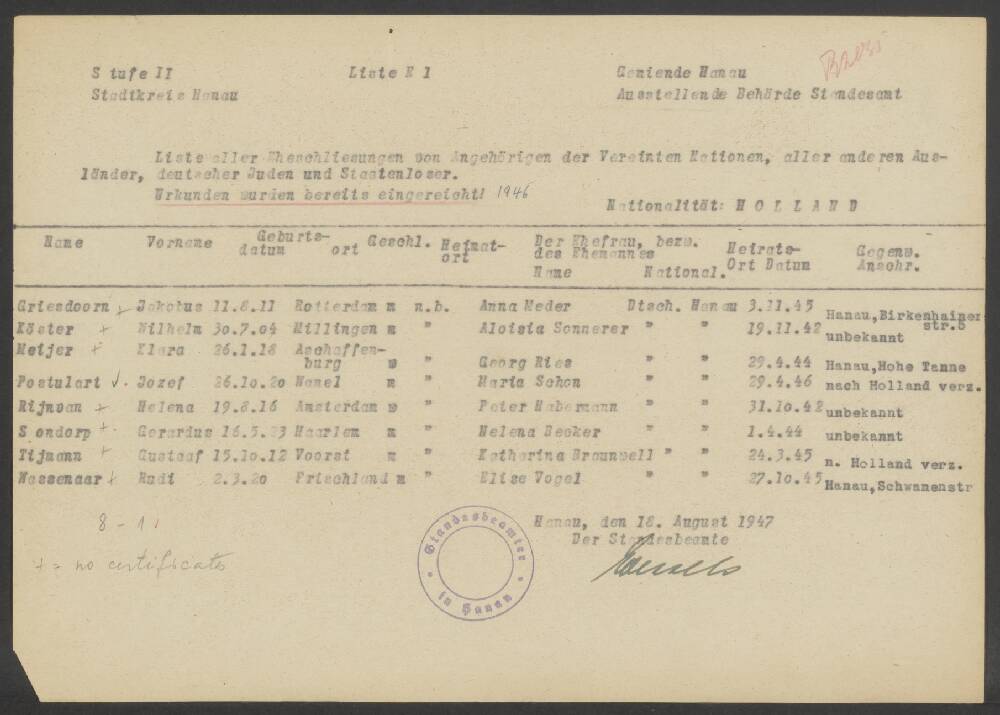 Stufe II Liste E 1 Gemiende Hanau
Stadtkreis Hanau Ausstellende Behörde Standesamt
Liste aller Eheschliesungen von Angehörigen der Vereinten Nationen, aller anderen Aus-
länder, deutscher Juden und Staatenloser.
Urkunden wurden bereits eingereicht! 1946
Nationalität: HOLLAND
Name Vorname Geburts- datum ort Geschl. Heimat- ort Der Ehefrau, bezw. des Ehemannes Name National. Heirats- Ort Datum Gegenw. Anschr.
Griesdoorn + Jakobus 11.8.11 Rotterdam m n.b. Anna Meder Dtsch. Hanau 3.11.45 Hanau,Birkenhainer str.5
Köster + Wilhelm 30.7.04 Millingen m " Aloisia Sonnerer " " 19.11.42 unbekannt
Meijer + Klara 26.1.18 Aschaffen-
burg w " Georg Ries " " 29.4.44 Hanau,Hohe Tanne
Postulart ✓. Jozef 26.10.20 Wamel m " Maria Schon " " 29.4.46 nach Holland verz.
Rijnvan + Helena 19.8.16 Amsterdam w " Peter Habermann " " 31.10.42 unbekannt
Sondorp + Gerardus 16.5.23 Haarlem m " Helena Becker " " 1.4.44 unbekannt
Tijmann + Gustaaf 15.10.12 Voorst m " Katharina Braunwell " " 24.3.45 n. Holland verz.
Wassenaar + Rudi 2.3.20 Frischland m " Elise Vogel " " 27.10.45 Hanau,Schwanenstr
8 - 1
Hanau, den 18. August 1947
Der Standesbeamte
+ = no certificate
Standesbeamter in Hanau